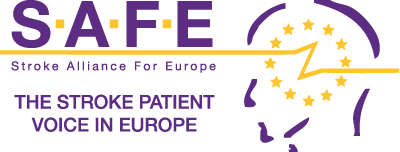 S·A·F·E
Stroke Alliance For Europe
THE STROKE PATIENT
VOICE IN EUROPE